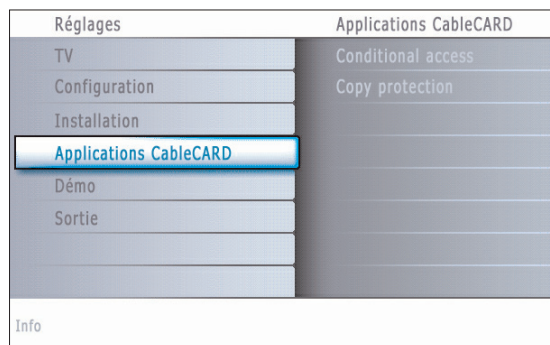 Réglages
TV
Configuration
Installation
Applications CableCARD
Démo
Sortie
Applications CableCARD
Conditional access
Copy protection
Info